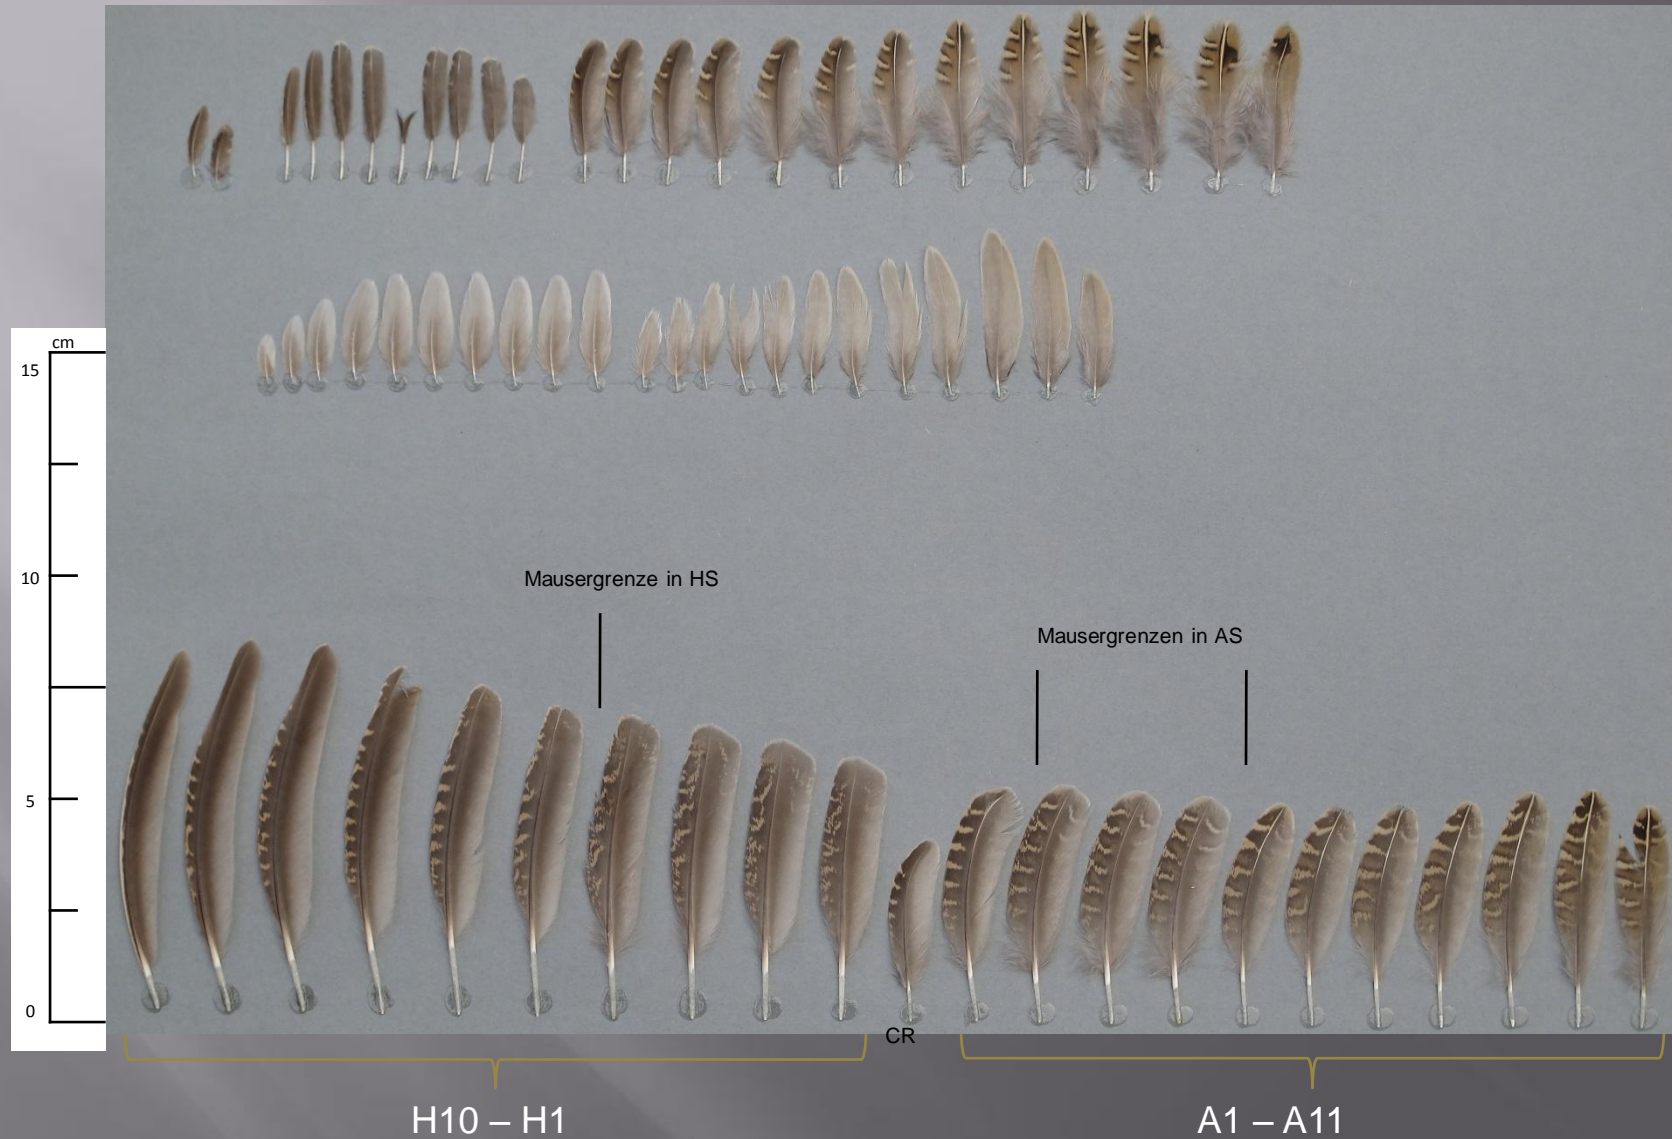 cm
15
10
5
0
Mausergrenze in HS
Mausergrenzen in AS
CR
H10 – H1
A1 – A11